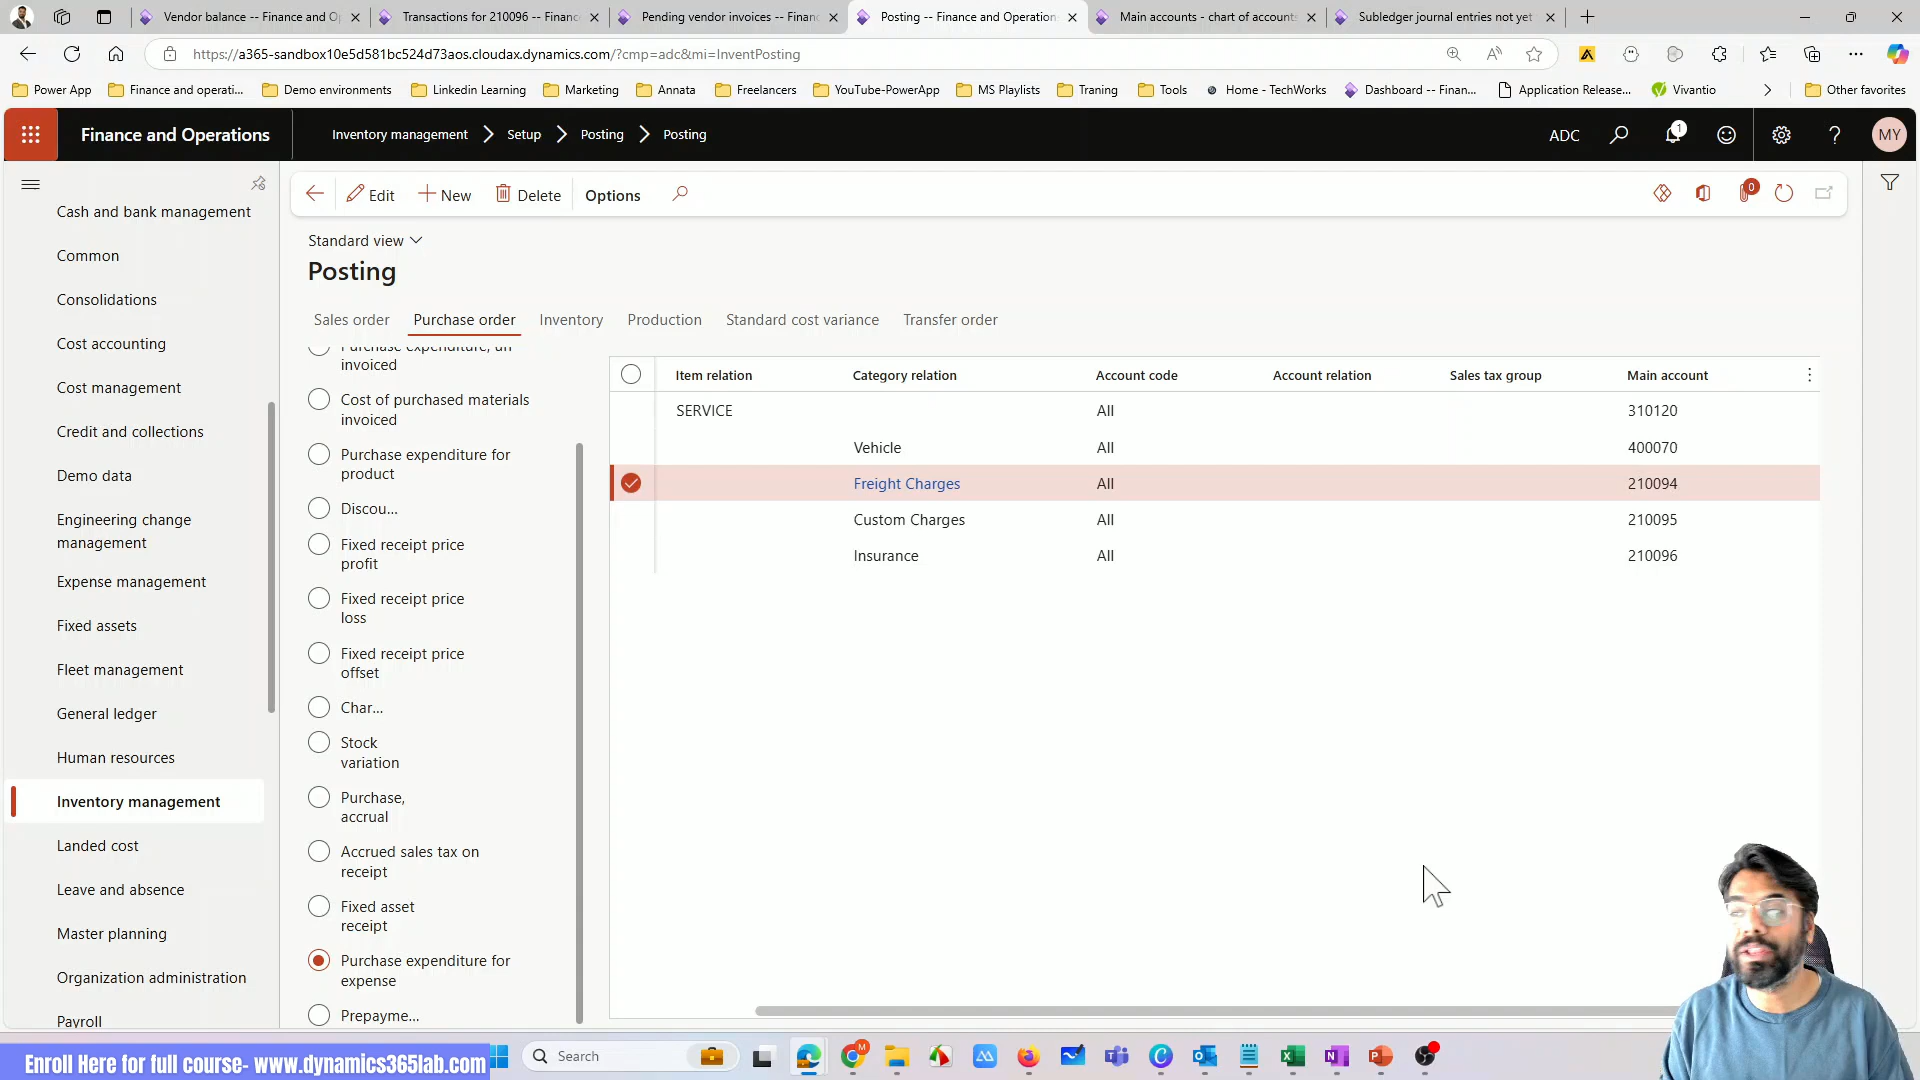 Vendor balance -- Finance and O
Transactions for 210096 -- Financ
Pending vendor invoices -- Finan
Posting -- Finance and Operation
Main accounts - chart of accounts
Subledger journal entries not yet
https://a365-sandbox10e5d581bc524d73aos.cloudax.dynamics.com/?cmp=adc&mi=InventPosting
Power App
Finance and operati...
Demo environments
Linkedin Learning
Marketing
Annata
Freelancers
YouTube-PowerApp
MS Playlists
Traning
Tools
Home - TechWorks
Dashboard -- Finan...
Application Release...
Vivantio
Other favorites
Finance and Operations
Inventory management
Setup
Posting
Posting
ADC
1
MY
Edit
New
Delete
Options
0
Standard view
Posting
Sales order
Purchase order
Inventory
Production
Standard cost variance
Transfer order
Cash and bank management
Common
Consolidations
Cost accounting
Cost management
Credit and collections
Demo data
Engineering change
management
Expense management
Fixed assets
Fleet management
General ledger
Human resources
Inventory management
Landed cost
Leave and absence
Master planning
Organization administration
Payroll
Purchase expenditure, un
invoiced
Cost of purchased materials
invoiced
Purchase expenditure for
product
Discou...
Fixed receipt price
profit
Fixed receipt price
loss
Fixed receipt price
offset
Char...
Stock
variation
Purchase,
accrual
Accrued sales tax on
receipt
Fixed asset
receipt
Purchase expenditure for
expense
Prepayme...
Item relation Category relation Account code Account relation Sales tax group Main account
SERVICE All 310120
Vehicle All 400070
Freight Charges All 210094
Custom Charges All 210095
Insurance All 210096
Enroll Here for full course- www.dynamics365lab.com
Search
M